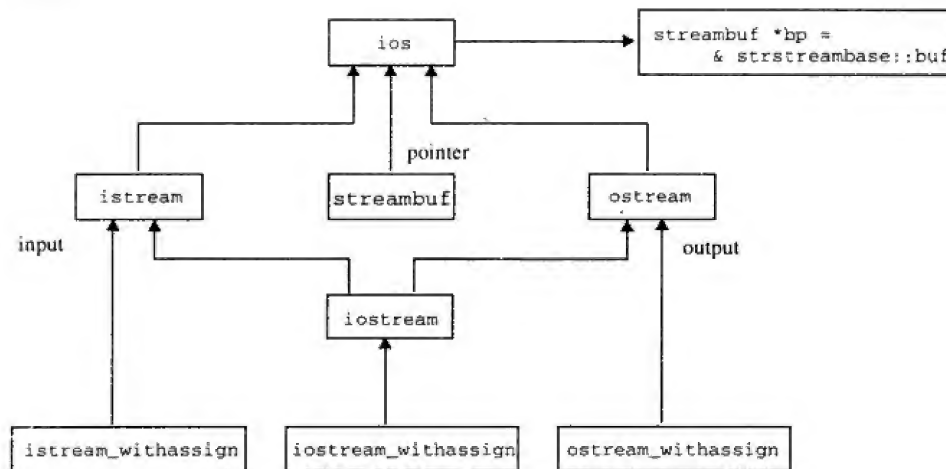 ios
streambuf *bp =
& strstreambase::buf
pointer
istream
streambuf
ostream
input
output
iostream
istream_withassign
iostream_withassign
ostream_withassign